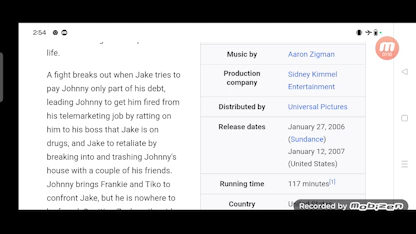 2:54
life.
A fight breaks out when Jake tries to
pay Johnny only part of his debt,
leading Johnny to get him fired from
his telemarketing job by ratting on
him to his boss that Jake is on
drugs, and Jake to retaliate by
breaking into and trashing Johnny's
house with a couple of his friends.
Johnny brings Frankie and Tiko to
confront Jake, but he is nowhere to
Music by Aaron Zigman
Production company Sidney Kimmel Entertainment
Distributed by Universal Pictures
Release dates January 27, 2006
(Sundance)
January 12, 2007
(United States)
Running time 117 minutes[1]
Country
Recorded by Mobizen